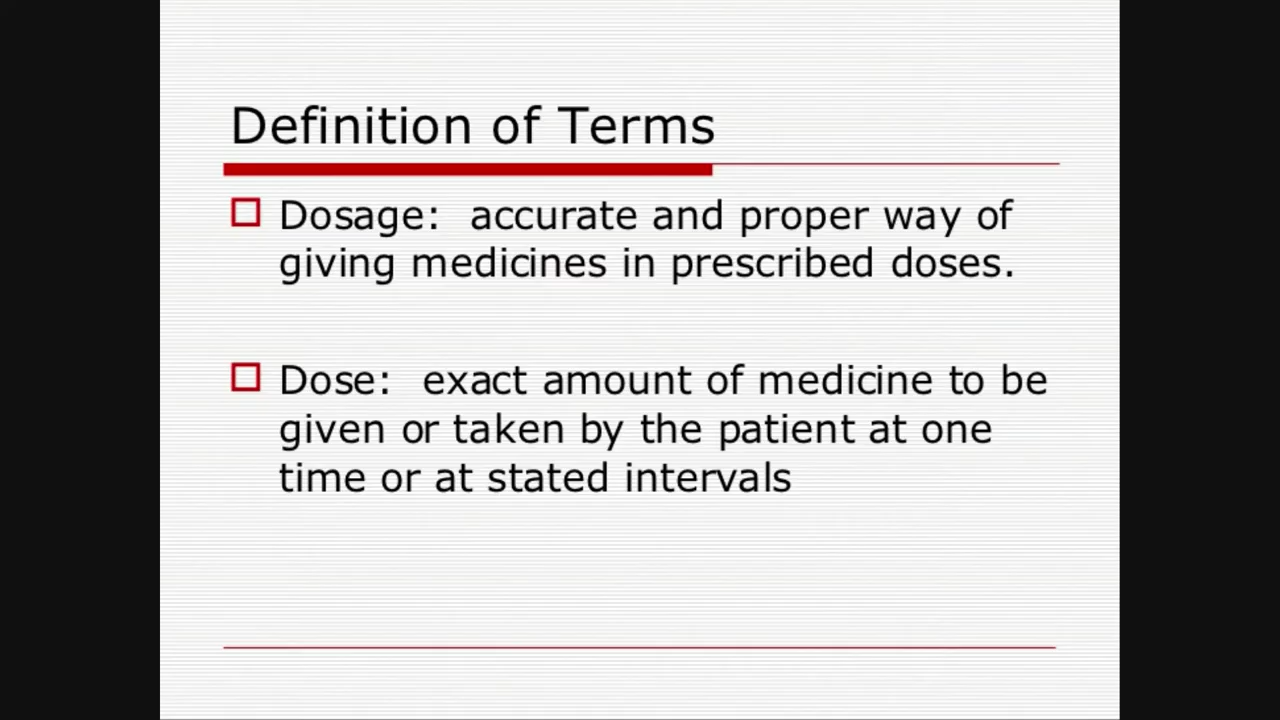 Definition of Terms
Dosage:  accurate and proper way of
giving medicines in prescribed doses.
Dose:  exact amount of medicine to be
given or taken by the patient at one
time or at stated intervals